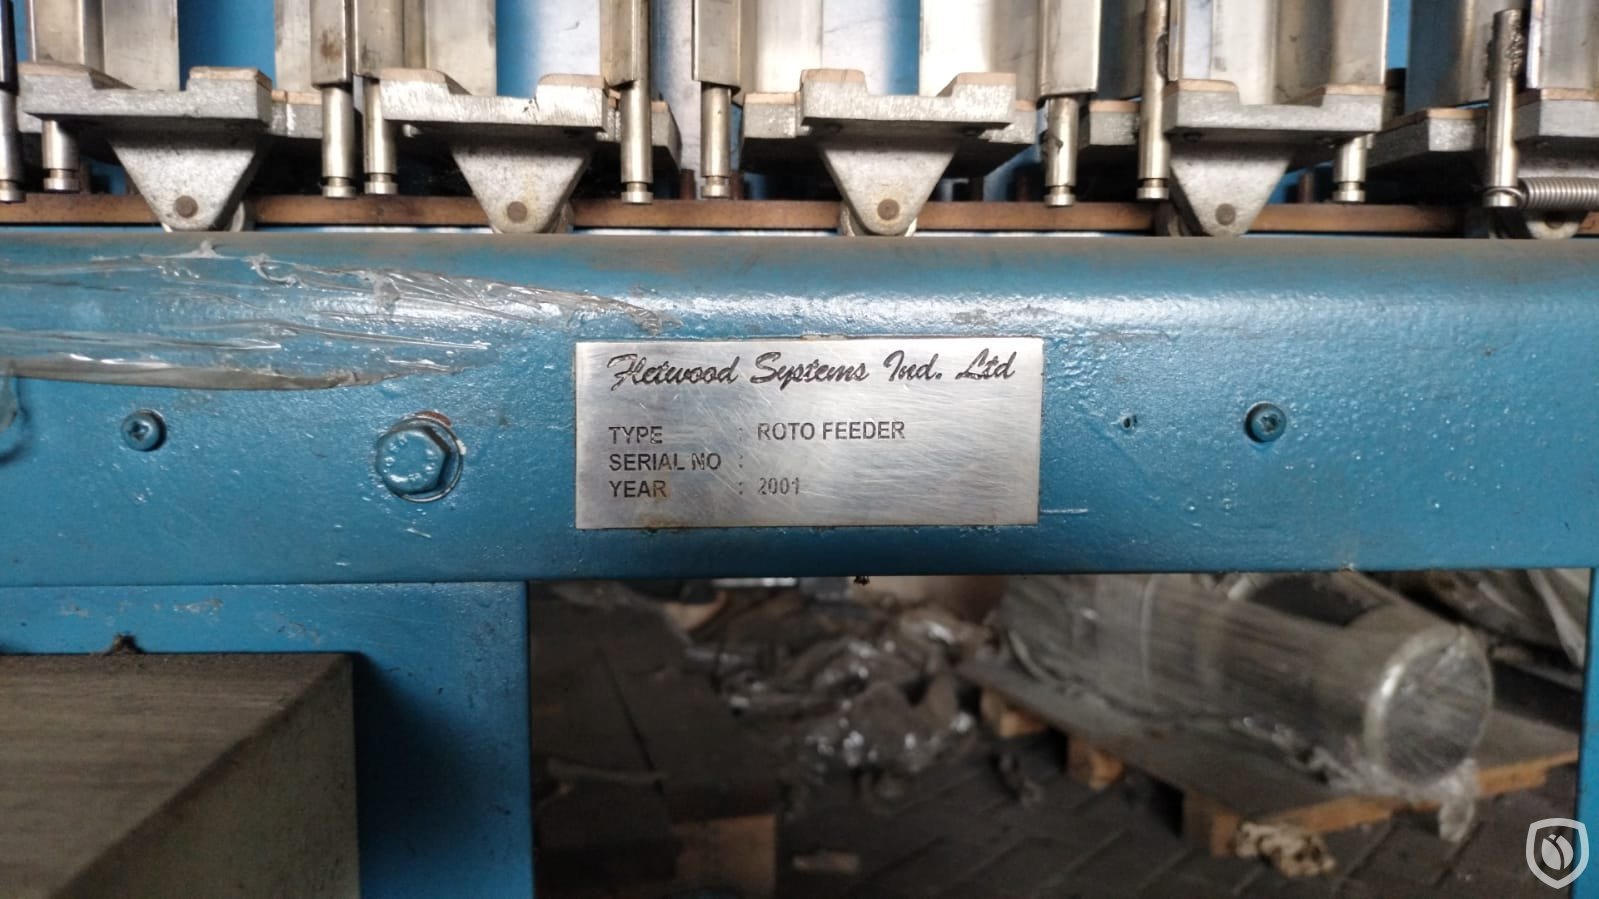 Fletwood Systems Ind. Ltd
TYPE : ROTO FEEDER
SERIAL NO :
YEAR : 2001